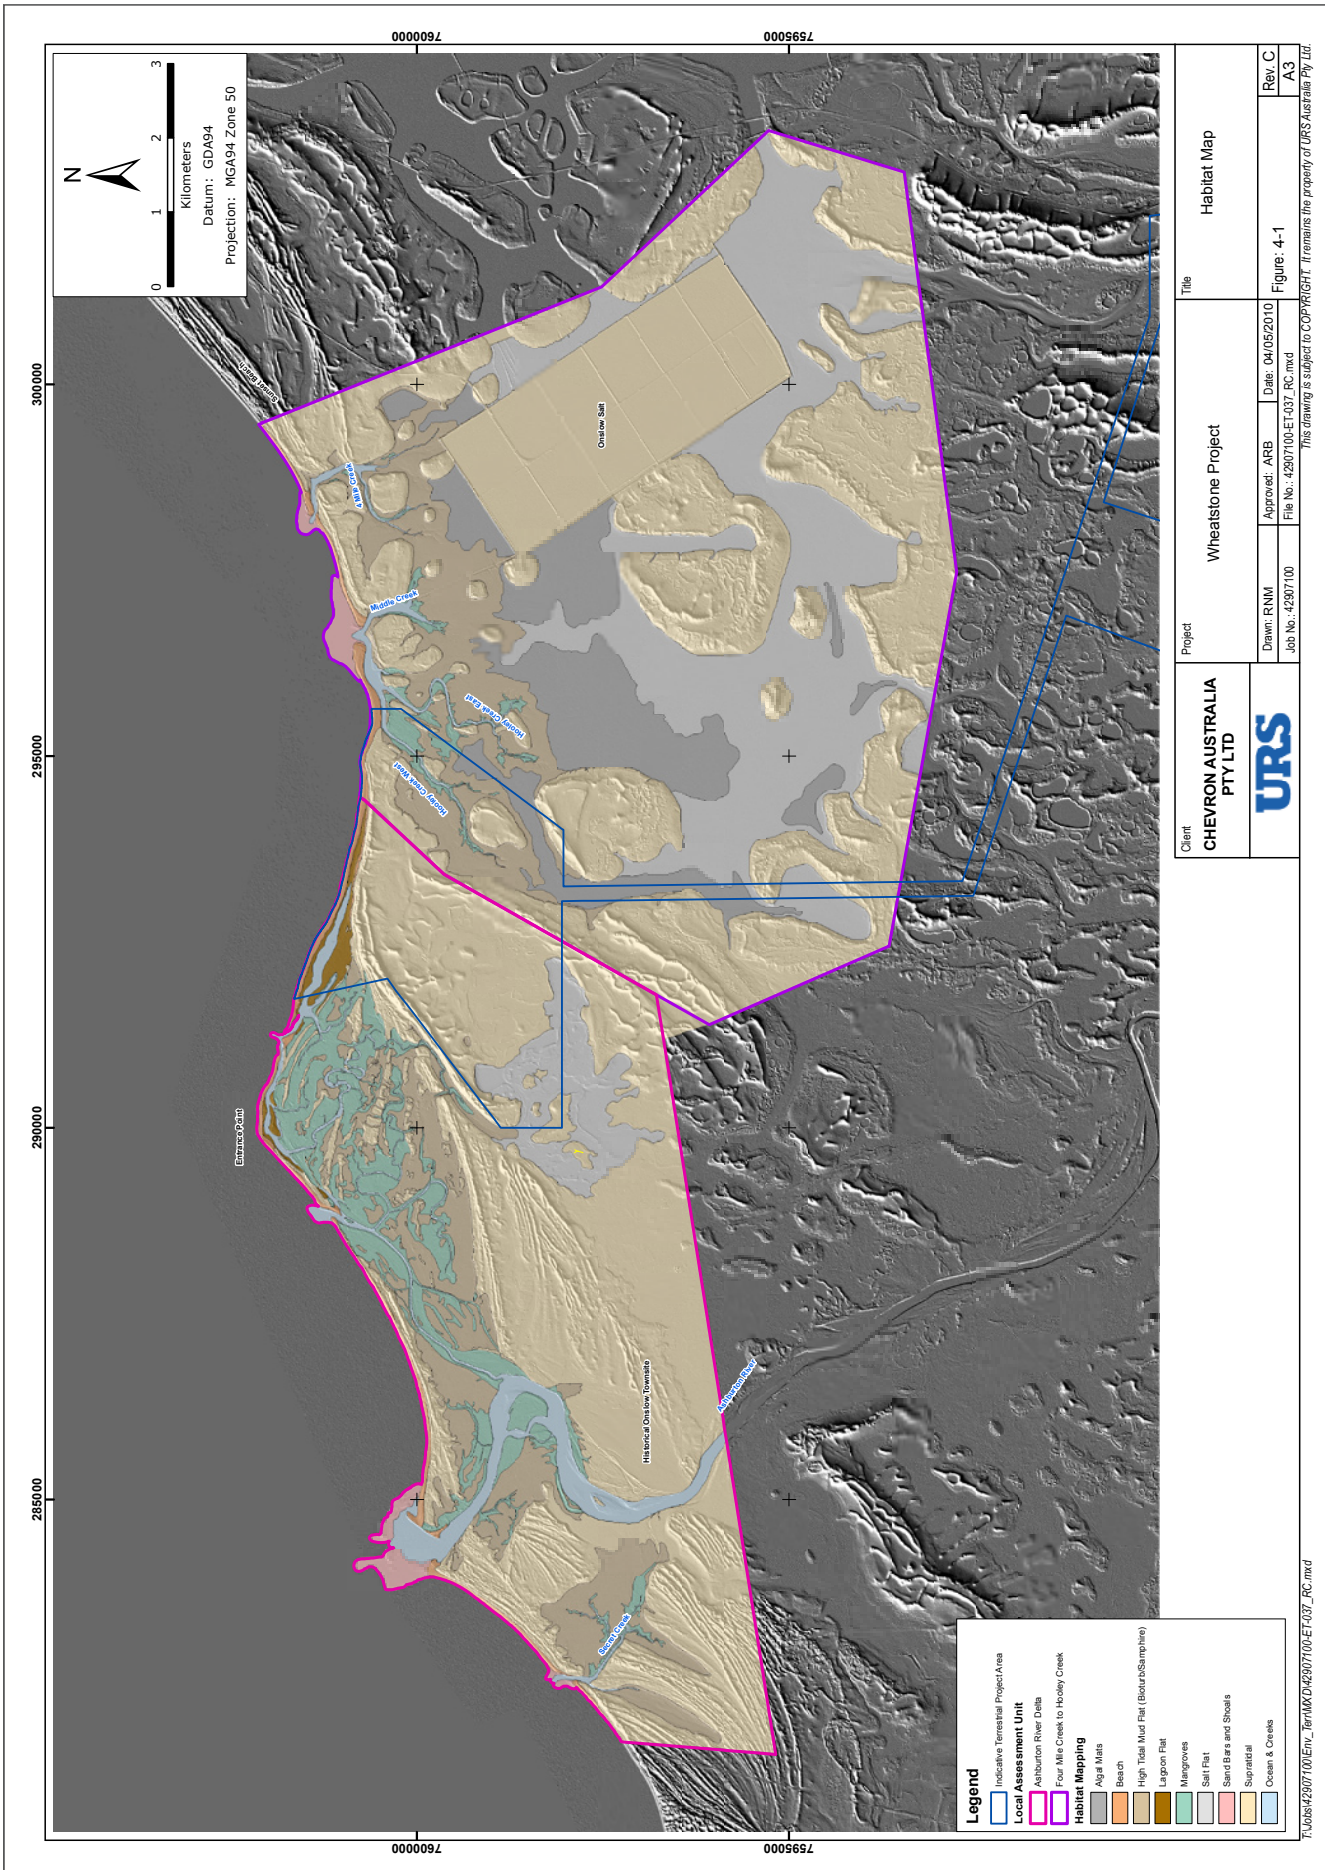 285000
290000
295000
300000
7600000
7595000
7600000
7595000
N
0 1 2 3
Kilometers
Datum: GDA94
Projection: MGA94 Zone 50
Sunset Beach
4 Mile Creek
Middle Creek
Onslow Salt
Hooley Creek East
Hooley Creek West
Entrance Point
Historical Onslow Townsite
Ashburton River
Secret Creek
Legend
Indicative Terrestrial Project Area
Local Assessment Unit
Ashburton River Delta
Four Mile Creek to Hooley Creek
Habitat Mapping
Algal Mats
Beach
High Tidal Mud Flat (Bioturb/Samphire)
Lagoon Flat
Mangroves
Salt Flat
Sand Bars and Shoals
Supratidal
Ocean & Creeks
Client
CHEVRON AUSTRALIA
PTY LTD
URS
Project
Wheatstone Project
Title
Habitat Map
Drawn: RNM
Approved: ARB
Date: 04/05/2010
Job No.: 42907100
File No.: 42907100-ET-037_RC.mxd
Figure: 4-1
Rev. C
A3
This drawing is subject to COPYRIGHT. It remains the property of URS Australia Pty Ltd.
T:\Jobs\42907100\Env_Terr\MXD\42907100-ET-037_RC.mxd